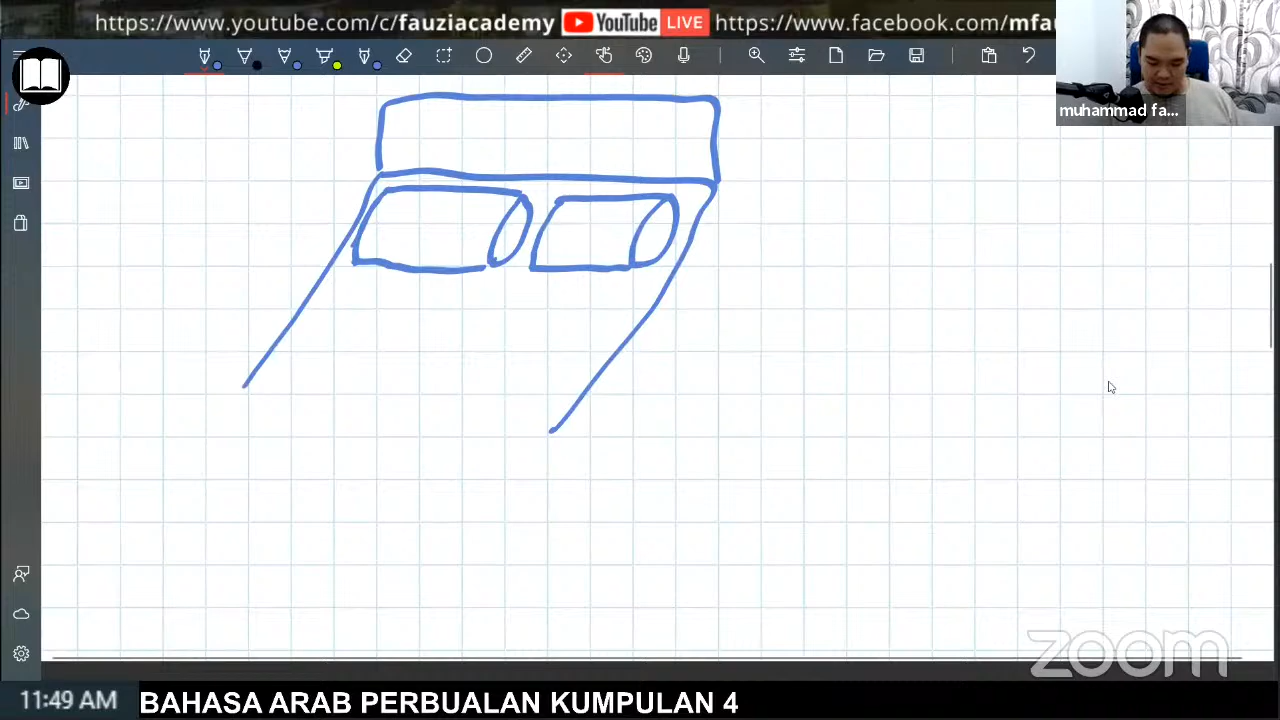 https://www.youtube.com/c/fauziacademy YouTube LIVE https://www.facebook.com/mfau
muhammad fa...
zoom
11:49 AM BAHASA ARAB PERBUALAN KUMPULAN 4